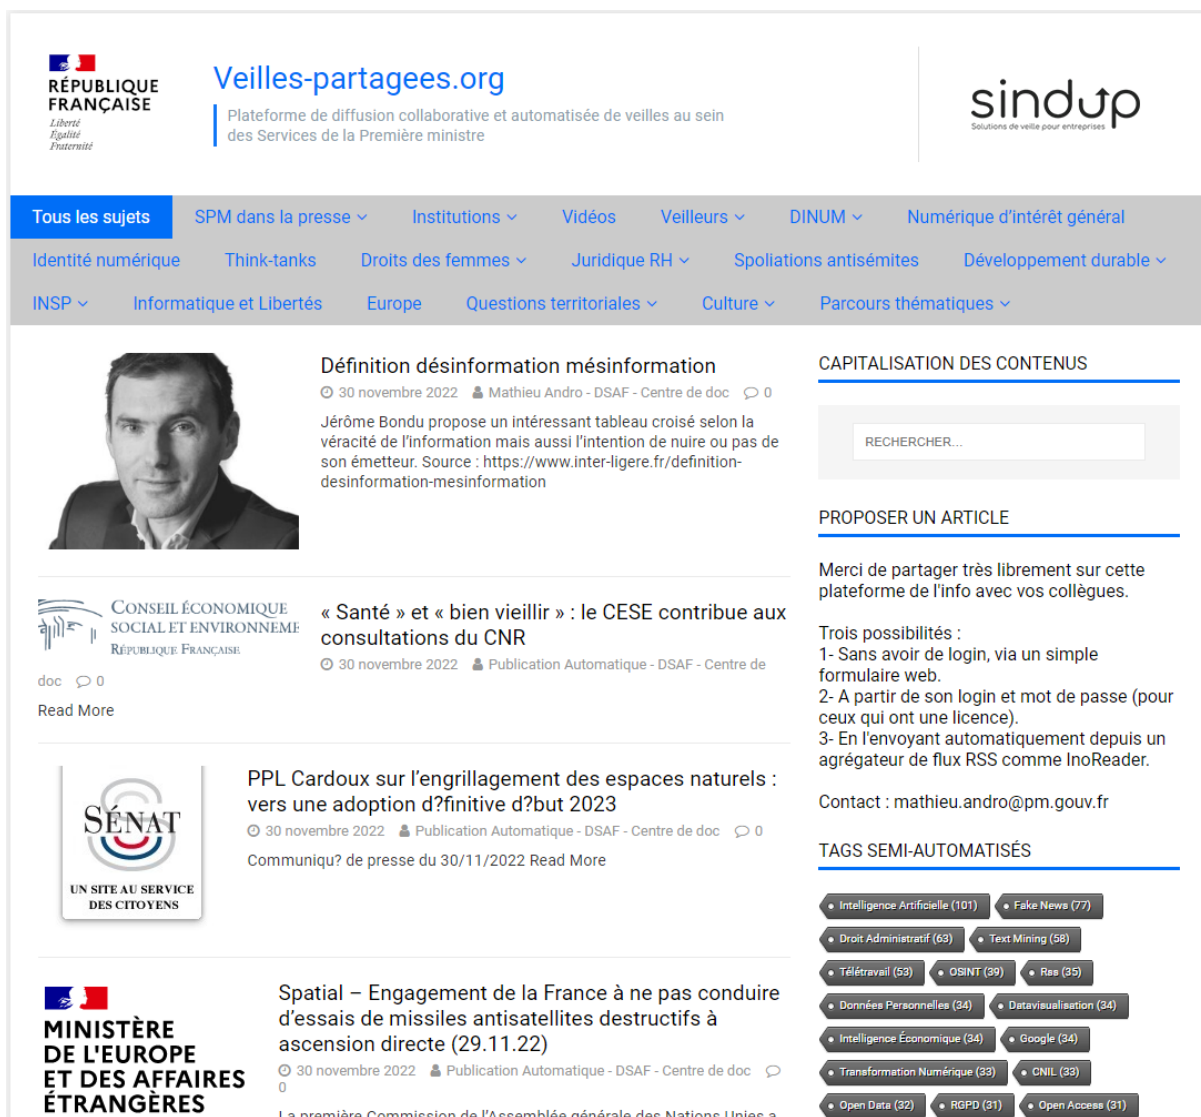 RÉPUBLIQUE
FRANÇAISE
Liberté
Égalité
Fraternité
Veilles-partagees.org
Plateforme de diffusion collaborative et automatisée de veilles au sein
des Services de la Première ministre
sindup
Solutions de veille pour entreprises
Tous les sujets SPM dans la presse Institutions Vidéos Veilleurs DINUM Numérique d'intérêt général
Identité numérique Think-tanks Droits des femmes Juridique RH Spoliations antisémites Développement durable
INSP Informatique et Libertés Europe Questions territoriales Culture Parcours thématiques
Définition désinformation mésinformation
30 novembre 2022 Mathieu Andro - DSAF - Centre de doc 0
Jérôme Bondu propose un intéressant tableau croisé selon la
véracité de l'information mais aussi l'intention de nuire ou pas de
son émetteur. Source : https://www.inter-ligere.fr/definition-
desinformation-mesinformation
CONSEIL ÉCONOMIQUE
SOCIAL ET ENVIRONNEME
RÉPUBLIQUE FRANÇAISE
« Santé » et « bien vieillir » : le CESE contribue aux
consultations du CNR
30 novembre 2022 Publication Automatique - DSAF - Centre de
doc 0
Read More
SÉNAT
UN SITE AU SERVICE
DES CITOYENS
PPL Cardoux sur l'engrillagement des espaces naturels :
vers une adoption d?finitive d?but 2023
30 novembre 2022 Publication Automatique - DSAF - Centre de doc 0
Communiqu? de presse du 30/11/2022 Read More
MINISTÈRE
DE L'EUROPE
ET DES AFFAIRES
ÉTRANGÈRES
Spatial – Engagement de la France à ne pas conduire
d'essais de missiles antisatellites destructifs à
ascension directe (29.11.22)
30 novembre 2022 Publication Automatique - DSAF - Centre de doc
0
La première Commission de l'Assemblée générale des Nations Unies a
CAPITALISATION DES CONTENUS
RECHERCHER...
PROPOSER UN ARTICLE
Merci de partager très librement sur cette
plateforme de l'info avec vos collègues.
Trois possibilités :
1- Sans avoir de login, via un simple
formulaire web.
2- A partir de son login et mot de passe (pour
ceux qui ont une licence).
3- En l'envoyant automatiquement depuis un
agrégateur de flux RSS comme InoReader.
Contact : mathieu.andro@pm.gouv.fr
TAGS SEMI-AUTOMATISÉS
Intelligence Artificielle (101) Fake News (77)
Droit Administratif (63) Text Mining (58)
Télétravail (53) OSINT (39) Rss (35)
Données Personnelles (34) Datavisualisation (34)
Intelligence Économique (34) Google (34)
Transformation Numérique (33) CNIL (33)
Open Data (32) RGPD (31) Open Access (31)